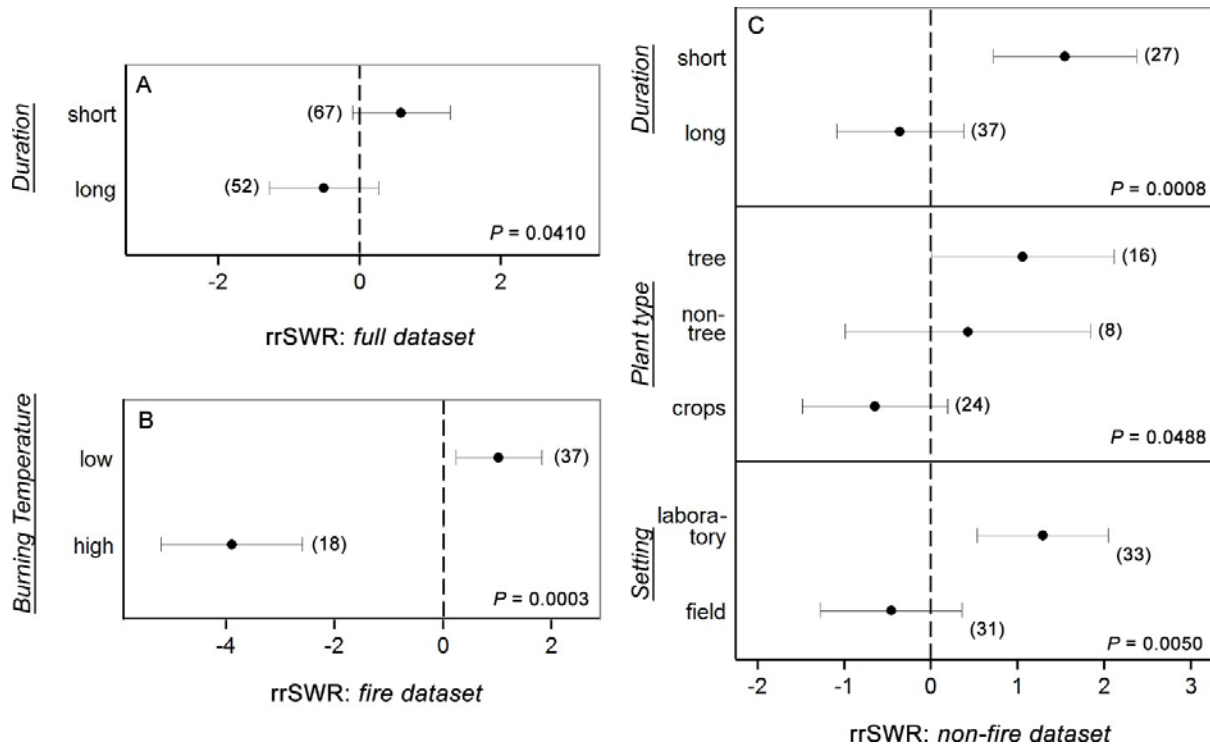 A
Duration
short
(67)
long
(52)
P = 0.0410
-2
0
2
rrSWR: full dataset
B
Burning Temperature
low
(37)
high
(18)
P = 0.0003
-4
-2
0
2
rrSWR: fire dataset
C
Duration
short
(27)
long
(37)
P = 0.0008
Plant type
tree
(16)
non-
tree
(8)
crops
(24)
P = 0.0488
Setting
labora-
tory
(33)
field
(31)
P = 0.0050
-2
-1
0
1
2
3
rrSWR: non-fire dataset